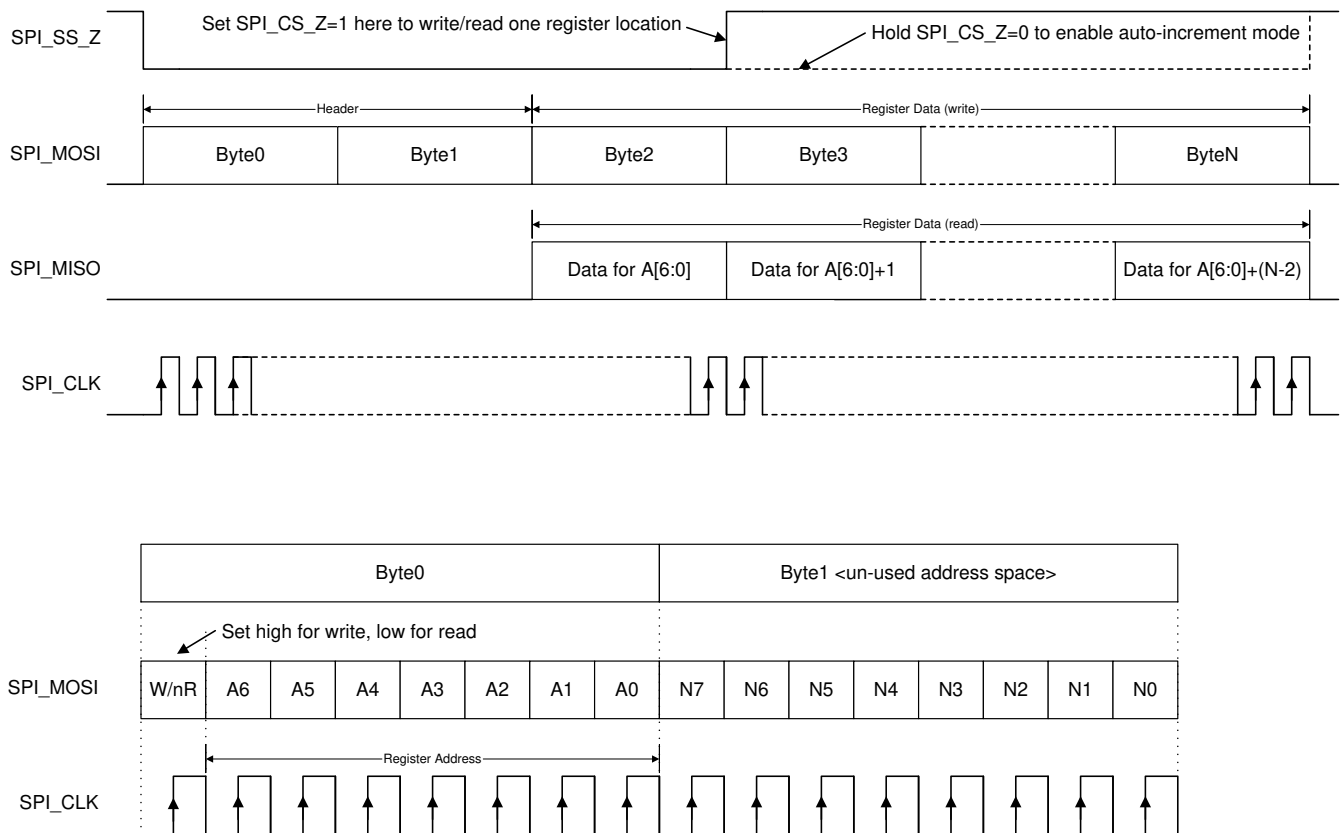 SPI_SS_Z
Set SPI_CS_Z=1 here to write/read one register location
Hold SPI_CS_Z=0 to enable auto-increment mode
Header
Register Data (write)
SPI_MOSI
Byte0
Byte1
Byte2
Byte3
ByteN
Register Data (read)
SPI_MISO
Data for A[6:0]
Data for A[6:0]+1
Data for A[6:0]+(N-2)
SPI_CLK
Byte0
Byte1 <un-used address space>
Set high for write, low for read
SPI_MOSI
W/nR
A6
A5
A4
A3
A2
A1
A0
N7
N6
N5
N4
N3
N2
N1
N0
Register Address
SPI_CLK